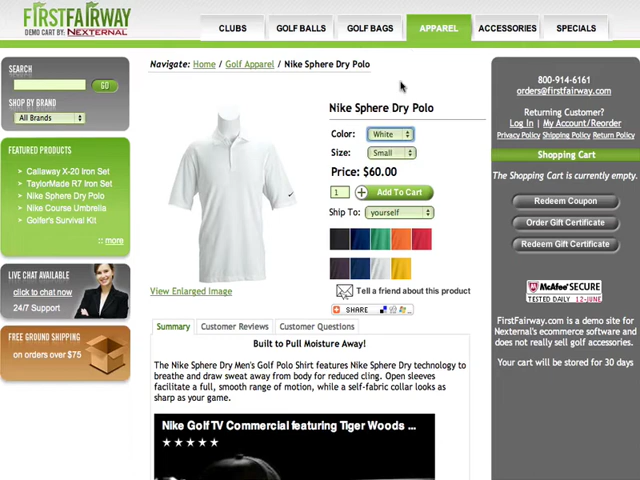 FIRSTFAIRWAY
DEMO CART BY: NEXTERNAL
CLUBS
GOLF BALLS
GOLF BAGS
APPAREL
ACCESSORIES
SPECIALS
SEARCH
GO
SHOP BY BRAND
All Brands
FEATURED PRODUCTS
Callaway X-20 Iron Set
TaylorMade R7 Iron Set
Nike Sphere Dry Polo
Nike Course Umbrella
Golfer's Survival Kit
:: more
LIVE CHAT AVAILABLE
click to chat now
24/7 Support
FREE GROUND SHIPPING
on orders over $75
Navigate: Home / Golf Apparel / Nike Sphere Dry Polo
View Enlarged Image
Nike Sphere Dry Polo
Color: White
Size: Small
Price: $60.00
1 Add To Cart
Ship To: yourself
Tell a friend about this product
SHARE
Summary
Customer Reviews
Customer Questions
Built to Pull Moisture Away!
The Nike Sphere Dry Men's Golf Polo Shirt features Nike Sphere Dry technology to
breathe and draw sweat away from body for reduced cling. Open sleeves
facilitate a full, smooth range of motion, while a self-fabric collar looks as
sharp as your game.
Nike Golf TV Commercial featuring Tiger Woods ...
800-914-6161
orders@firstfairway.com
Returning Customer?
Log In | My Account/Reorder
Privacy Policy Shipping Policy Return Policy
Shopping Cart
The Shopping Cart is currently empty.
Redeem Coupon
Order Gift Certificate
Redeem Gift Certificate
McAfee SECURE
TESTED DAILY 12-JUNE
FirstFairway.com is a demo site for
Nexternal's ecommerce software and
does not really sell golf accessories.
Your cart will be stored for 30 days